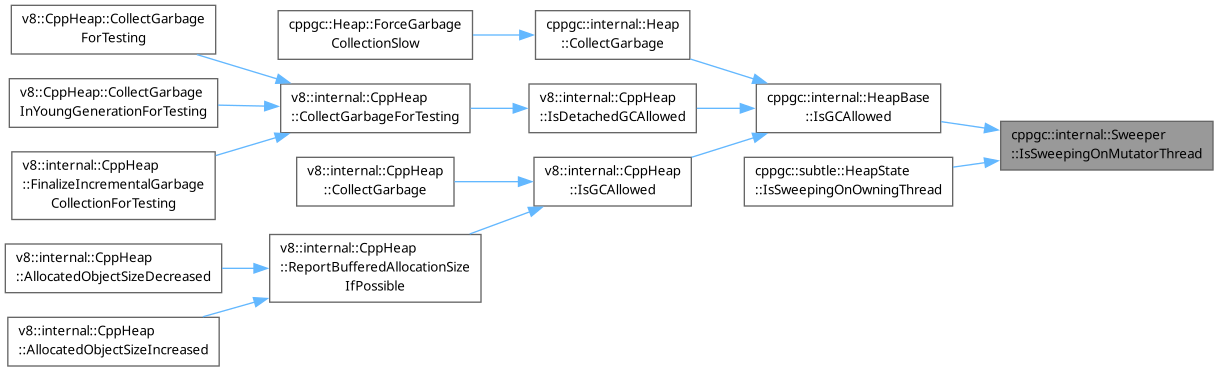 v8::CppHeap::CollectGarbage
ForTesting
cppgc::Heap::ForceGarbage
CollectionSlow
cppgc::internal::Heap
::CollectGarbage
v8::CppHeap::CollectGarbage
InYoungGenerationForTesting
v8::internal::CppHeap
::CollectGarbageForTesting
v8::internal::CppHeap
::IsDetachedGCAllowed
cppgc::internal::HeapBase
::IsGCAllowed
cppgc::internal::Sweeper
::IsSweepingOnMutatorThread
v8::internal::CppHeap
::FinalizeIncrementalGarbage
CollectionForTesting
v8::internal::CppHeap
::CollectGarbage
v8::internal::CppHeap
::IsGCAllowed
cppgc::subtle::HeapState
::IsSweepingOnOwningThread
v8::internal::CppHeap
::AllocatedObjectSizeDecreased
v8::internal::CppHeap
::ReportBufferedAllocationSize
IfPossible
v8::internal::CppHeap
::AllocatedObjectSizeIncreased